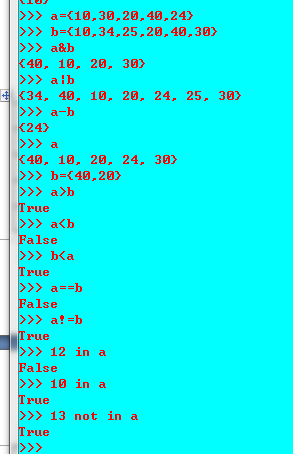 {10}
>>> a={10,30,20,40,24}
>>> b={10,34,25,20,40,30}
>>> a&b
{40, 10, 20, 30}
>>> a|b
{34, 40, 10, 20, 24, 25, 30}
>>> a-b
{24}
>>> a
{40, 10, 20, 24, 30}
>>> b={40,20}
>>> a>b
True
>>> a<b
False
>>> b<a
True
>>> a==b
False
>>> a!=b
True
>>> 12 in a
False
>>> 10 in a
True
>>> 13 not in a
True
>>>